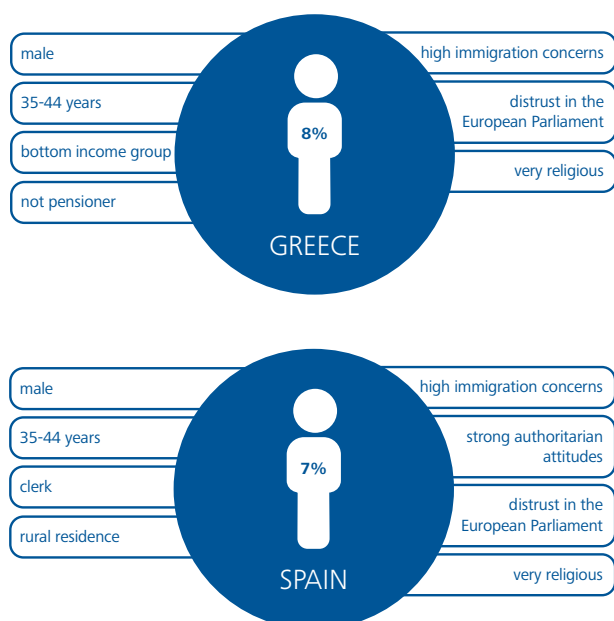 male
35-44 years
bottom income group
not pensioner
8%
GREECE
high immigration concerns
distrust in the
European Parliament
very religious
male
35-44 years
clerk
rural residence
7%
SPAIN
high immigration concerns
strong authoritarian
attitudes
distrust in the
European Parliament
very religious